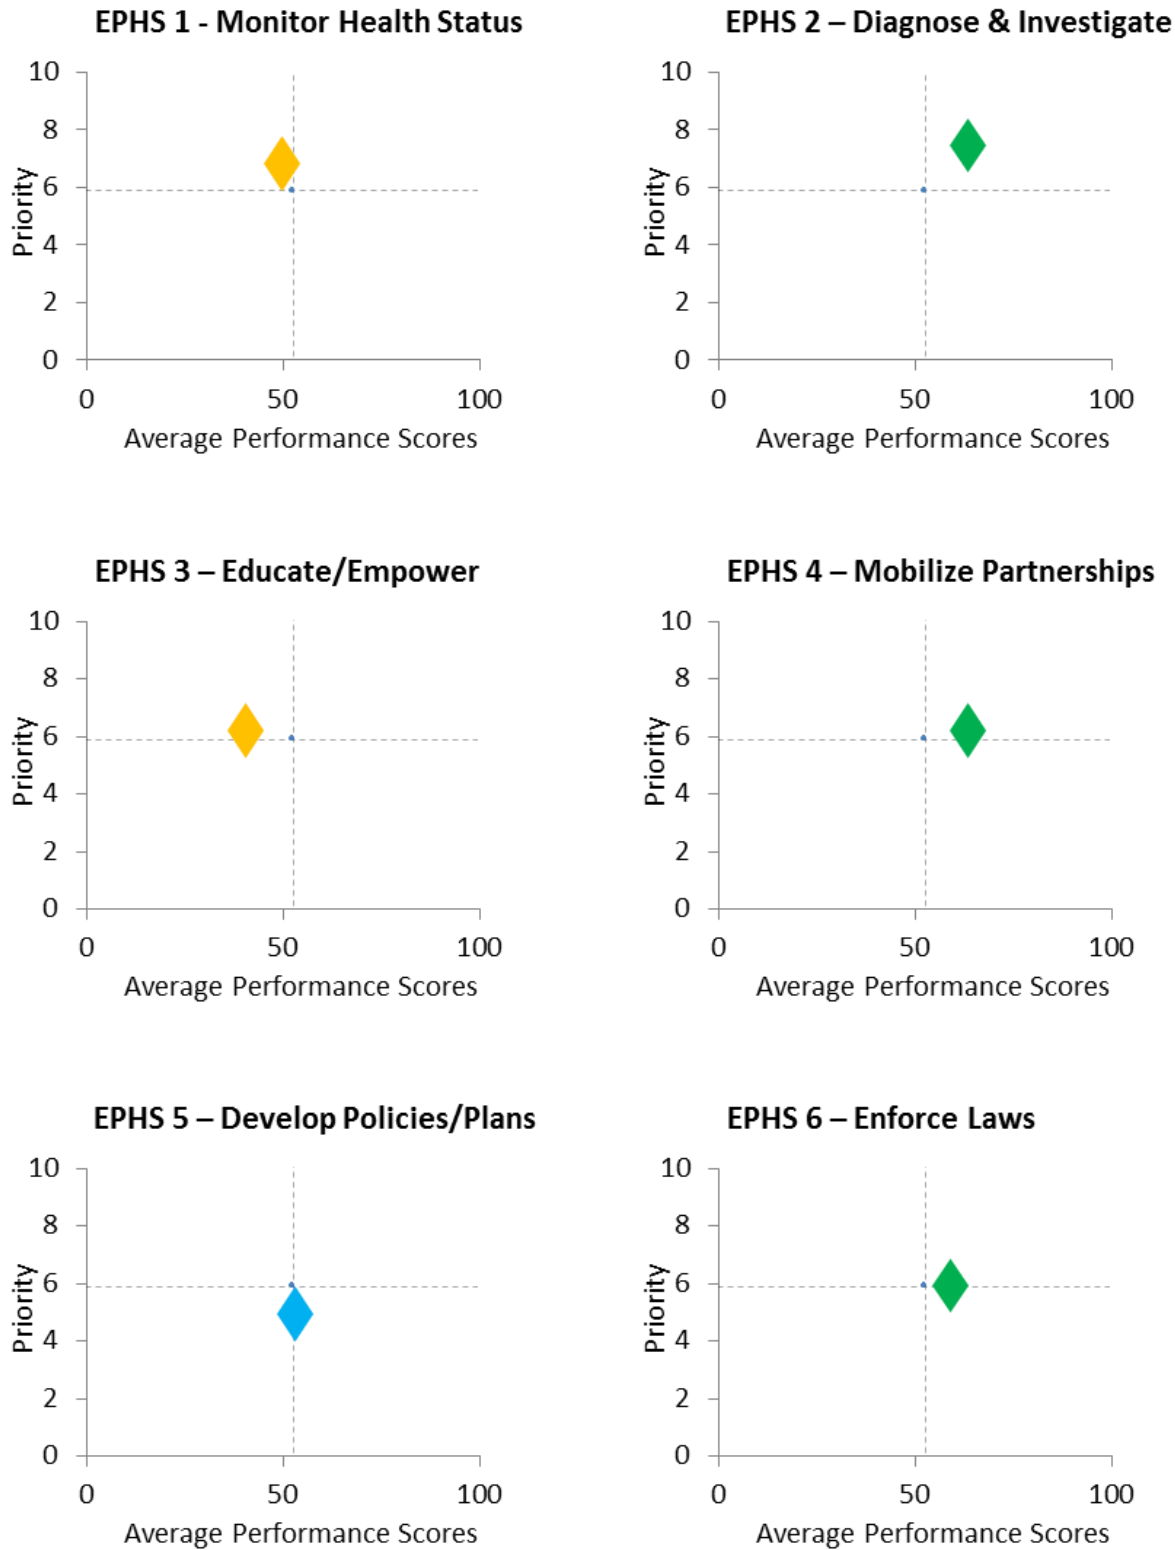 EPHS 1 - Monitor Health Status
10
8
6
4
2
0
Priority
0 50 100
Average Performance Scores
EPHS 2 – Diagnose & Investigate
10
8
6
4
2
0
Priority
0 50 100
Average Performance Scores
EPHS 3 – Educate/Empower
10
8
6
4
2
0
Priority
0 50 100
Average Performance Scores
EPHS 4 – Mobilize Partnerships
10
8
6
4
2
0
Priority
0 50 100
Average Performance Scores
EPHS 5 – Develop Policies/Plans
10
8
6
4
2
0
Priority
0 50 100
Average Performance Scores
EPHS 6 – Enforce Laws
10
8
6
4
2
0
Priority
0 50 100
Average Performance Scores